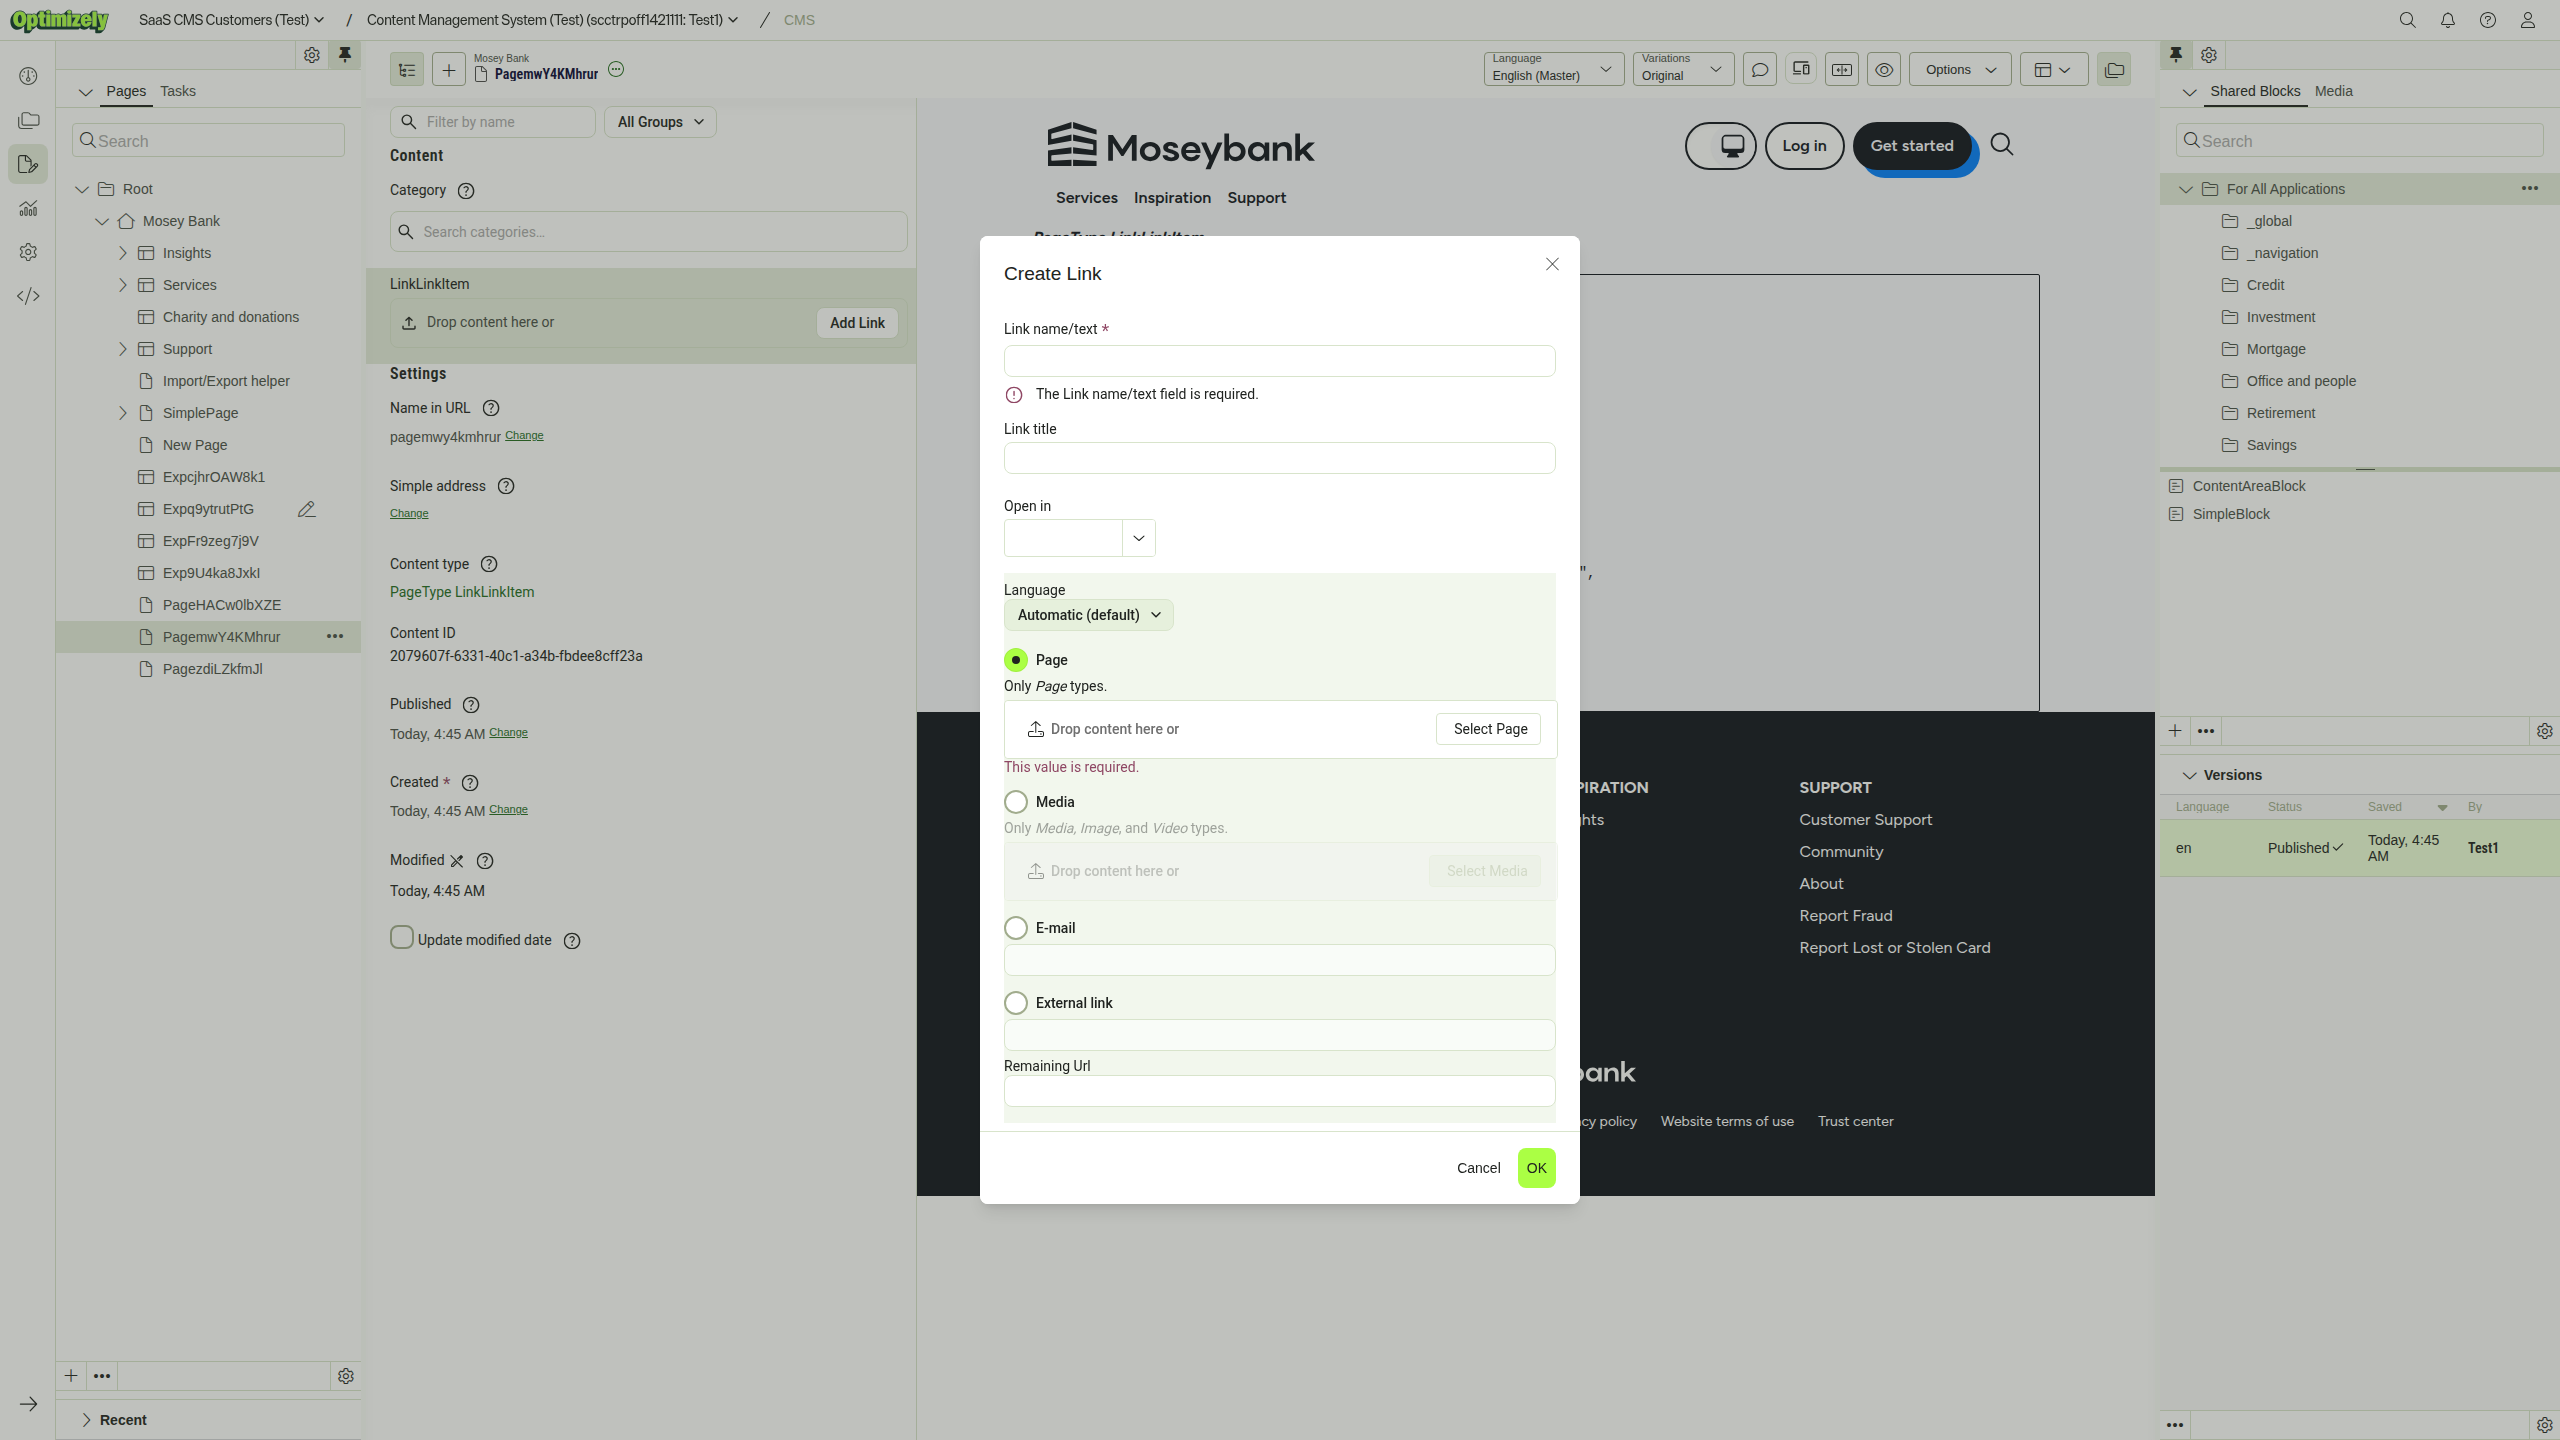 Optimizely
SaaS CMS Customers (Test)
/
Content Management System (Test) (scctrpoff1421111: Test1)
/
CMS
Pages
Tasks
Search
Root
Mosey Bank
Insights
Services
Charity and donations
Support
Import/Export helper
SimplePage
New Page
ExpcjhrOAW8k1
Expq9ytrutPtG
ExpFr9zeg7j9V
Exp9U4ka8JxkI
PageHACw0lbXZE
PagemwY4KMhrur
PagezdiLZkfmJl
Recent
Mosey Bank
PagemwY4KMhrur
Language
English (Master)
Variations
Original
Options
Filter by name
All Groups
Content
Category
Search categories...
LinkLinkItem
Drop content here or
Add Link
Settings
Name in URL
pagemwy4kmhrur Change
Simple address
Change
Content type
PageType LinkLinkItem
Content ID
2079607f-6331-40c1-a34b-fbdee8cff23a
Published
Today, 4:45 AM Change
Created *
Today, 4:45 AM Change
Modified
Today, 4:45 AM
Update modified date
Moseybank
Log in
Get started
Services
Inspiration
Support
PageType LinkLinkItem
",
Create Link
Link name/text *
The Link name/text field is required.
Link title
Open in
Language
Automatic (default)
Page
Only Page types.
Drop content here or
Select Page
This value is required.
Media
Only Media, Image, and Video types.
Drop content here or
Select Media
E-mail
External link
Remaining Url
Cancel
OK
PIRATION
hts
SUPPORT
Customer Support
Community
About
Report Fraud
Report Lost or Stolen Card
bank
cy policy
Website terms of use
Trust center
Shared Blocks
Media
Search
For All Applications
_global
_navigation
Credit
Investment
Mortgage
Office and people
Retirement
Savings
ContentAreaBlock
SimpleBlock
Versions
Language
Status
Saved
By
en
Published
Today, 4:45 AM
Test1